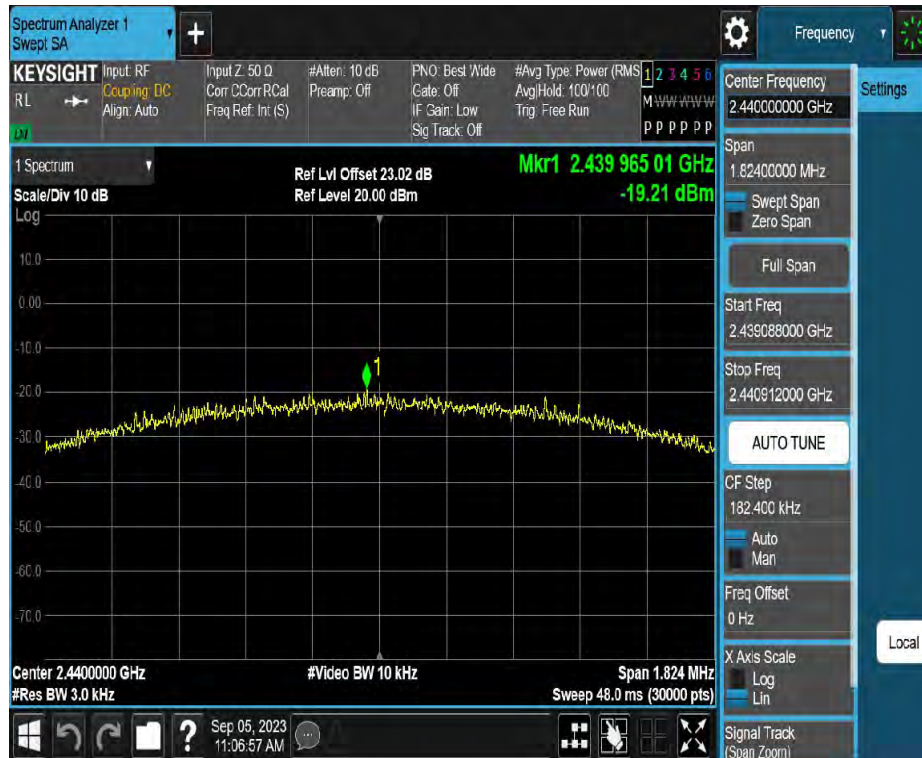 Spectrum Analyzer 1
Swept SA
+
Frequency
KEYSIGHT
RL
Input: RF
Coupling: DC
Align: Auto
Input Z: 50 Ω
Corr CCorr RCal
Freq Ref: Int (S)
#Atten: 10 dB
Preamp: Off
PNO: Best Wide
Gate: Off
IF Gain: Low
Sig Track: Off
#Avg Type: Power (RMS
Avg|Hold: 100/100
Trig: Free Run
1 2 3 4 5 6
M W W W W W
P P P P P P
1 Spectrum
Scale/Div 10 dB
Log
Ref Lvl Offset 23.02 dB
Ref Level 20.00 dBm
Mkr1 2.439 965 01 GHz
-19.21 dBm
10.0
0.00
-10.0
1
-20.0
-30.0
-40.0
-50.0
-60.0
-70.0
Center 2.4400000 GHz
#Res BW 3.0 kHz
#Video BW 10 kHz
Span 1.824 MHz
Sweep 48.0 ms (30000 pts)
?
Sep 05, 2023
11:06:57 AM
Center Frequency
2.440000000 GHz
Settings
Span
1.82400000 MHz
Swept Span
Zero Span
Full Span
Start Freq
2.439088000 GHz
Stop Freq
2.440912000 GHz
AUTO TUNE
CF Step
182.400 kHz
Auto
Man
Freq Offset
0 Hz
X Axis Scale
Log
Lin
Local
Signal Track
(Span Zoom)